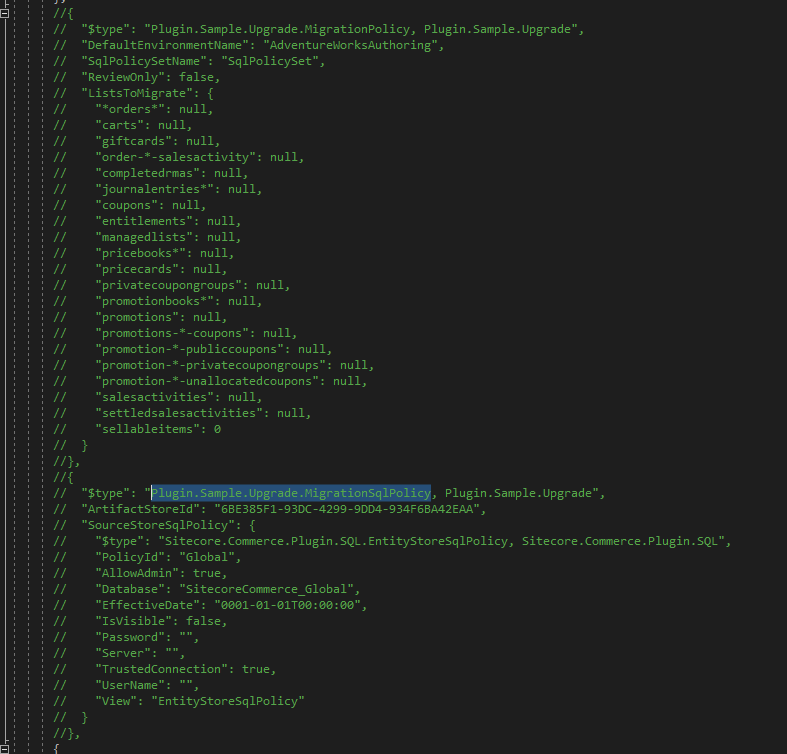 },
//{
//  "$type": "Plugin.Sample.Upgrade.MigrationPolicy, Plugin.Sample.Upgrade",
//  "DefaultEnvironmentName": "AdventureWorksAuthoring",
//  "SqlPolicySetName": "SqlPolicySet",
//  "ReviewOnly": false,
//  "ListsToMigrate": {
//    "*orders*": null,
//    "carts": null,
//    "giftcards": null,
//    "order-*-salesactivity": null,
//    "completedrmas": null,
//    "journalentries*": null,
//    "coupons": null,
//    "entitlements": null,
//    "managedlists": null,
//    "pricebooks*": null,
//    "pricecards": null,
//    "privatecoupongroups": null,
//    "promotionbooks*": null,
//    "promotions": null,
//    "promotions-*-coupons": null,
//    "promotion-*-publiccoupons": null,
//    "promotion-*-privatecoupongroups": null,
//    "promotion-*-unallocatedcoupons": null,
//    "salesactivities": null,
//    "settledsalesactivities": null,
//    "sellableitems": 0
//  }
//},
//{
//  "$type": "Plugin.Sample.Upgrade.MigrationSqlPolicy, Plugin.Sample.Upgrade",
//  "ArtifactStoreId": "6BE385F1-93DC-4299-9DD4-934F6BA42EAA",
//  "SourceStoreSqlPolicy": {
//    "$type": "Sitecore.Commerce.Plugin.SQL.EntityStoreSqlPolicy, Sitecore.Commerce.Plugin.SQL",
//    "PolicyId": "Global",
//    "AllowAdmin": true,
//    "Database": "SitecoreCommerce_Global",
//    "EffectiveDate": "0001-01-01T00:00:00",
//    "IsVisible": false,
//    "Password": "",
//    "Server": "",
//    "TrustedConnection": true,
//    "UserName": "",
//    "View": "EntityStoreSqlPolicy"
//  }
//},
{